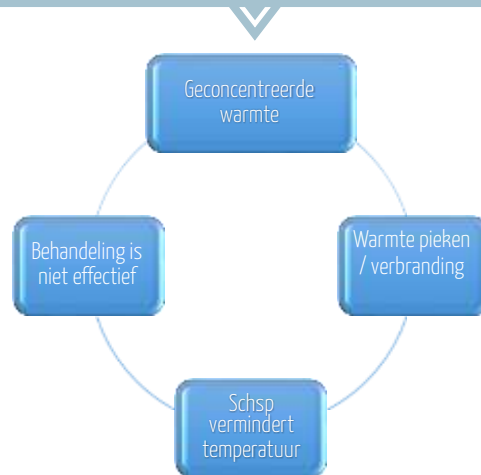 Geconcentreerde
warmte
Warmte pieken
/ verbranding
Schsp
vermindert
temperatuur
Behandeling is
niet effectief